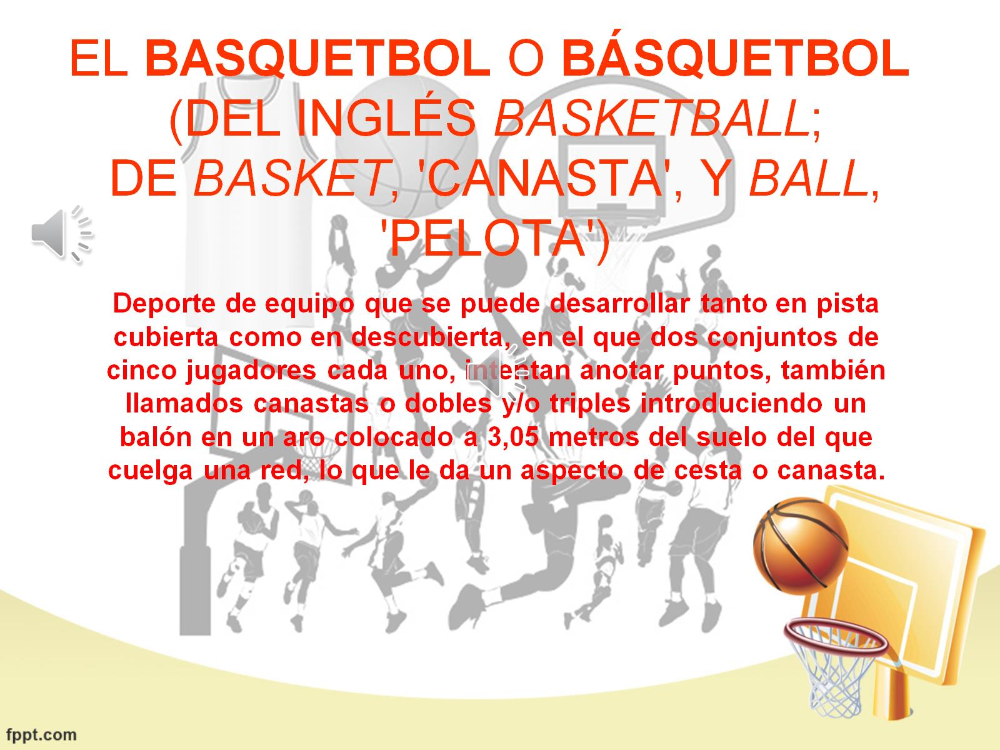 EL BASQUETBOL O BÁSQUETBOL
(DEL INGLÉS BASKETBALL;
DE BASKET, 'CANASTA', Y BALL,
'PELOTA')
Deporte de equipo que se puede desarrollar tanto en pista
cubierta como en descubierta, en el que dos conjuntos de
cinco jugadores cada uno, intentan anotar puntos, también
llamados canastas o dobles y/o triples introduciendo un
balón en un aro colocado a 3,05 metros del suelo del que
cuelga una red, lo que le da un aspecto de cesta o canasta.
fppt.com